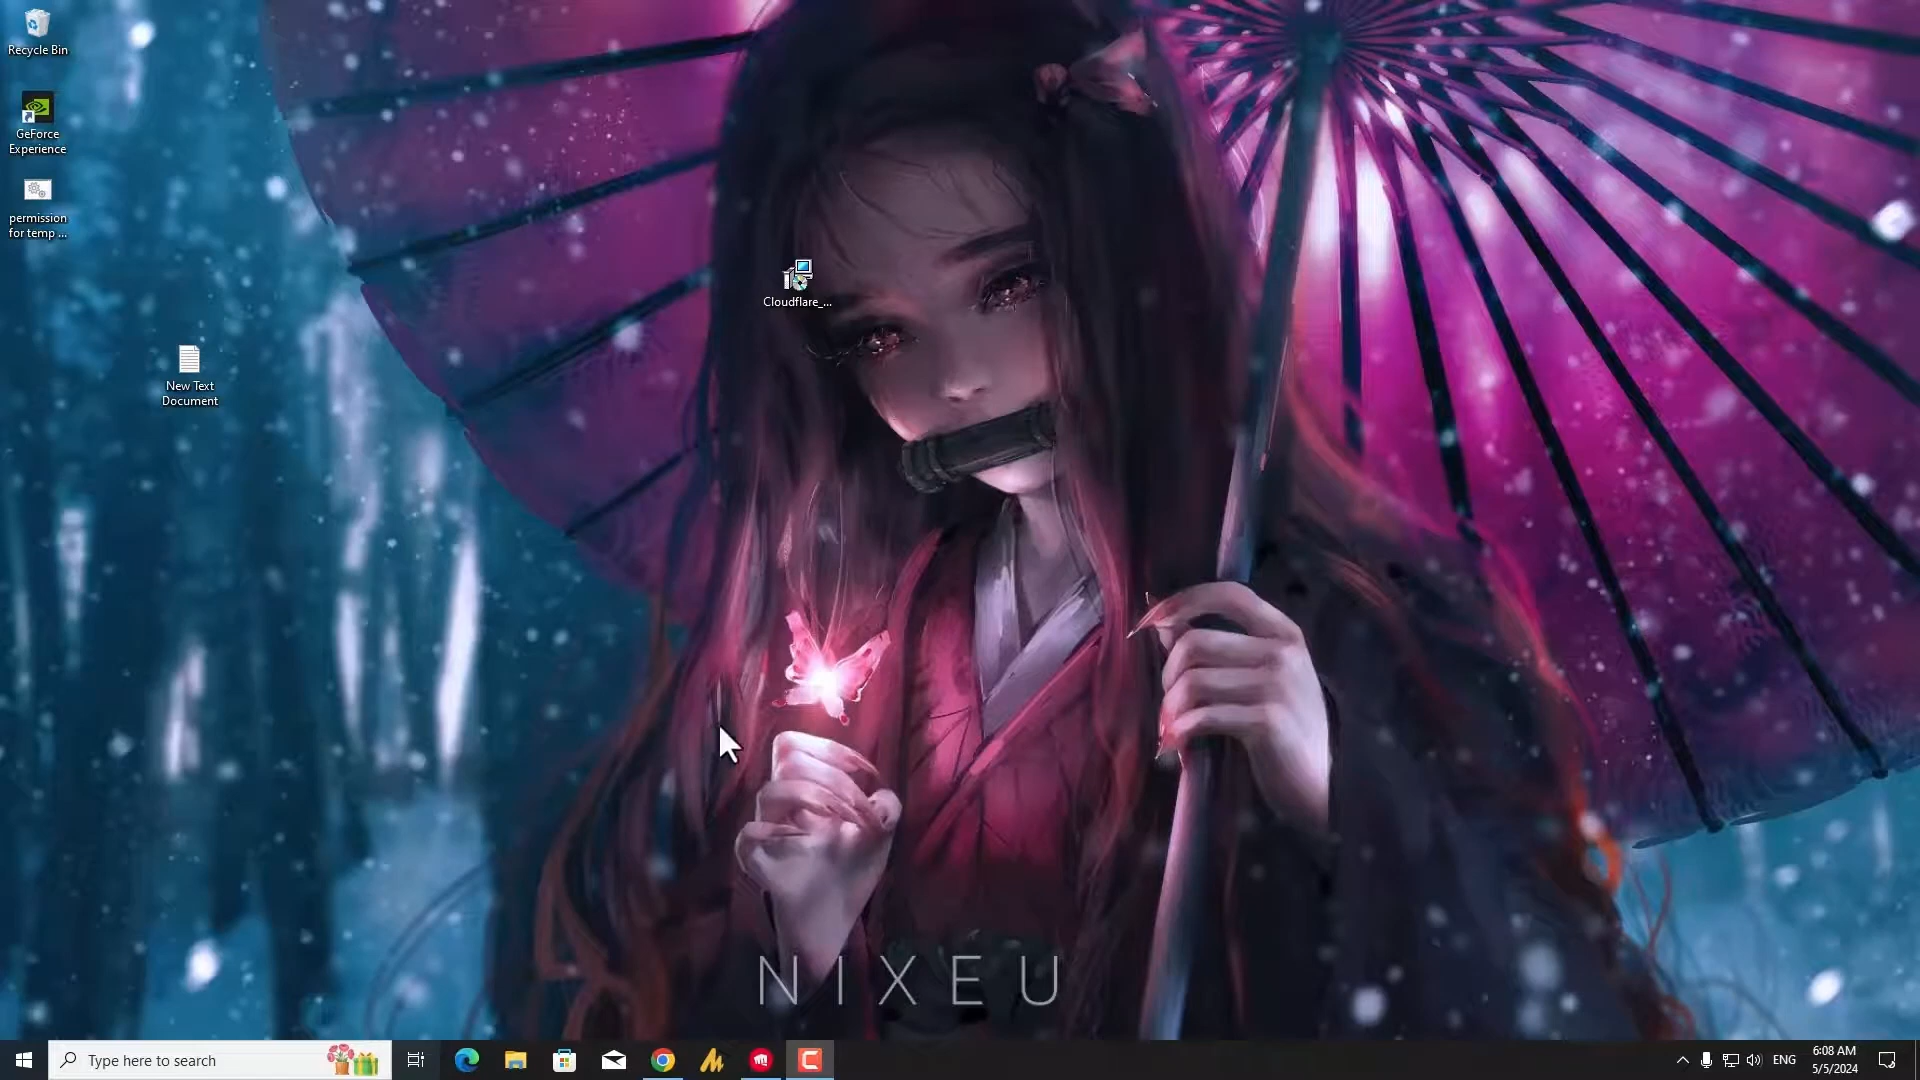 Recycle Bin
GeForce
Experience
permission
for temp ...
Cloudflare_...
New Text
Document
NIXEU
Type here to search
ENG
6:08 AM
5/5/2024